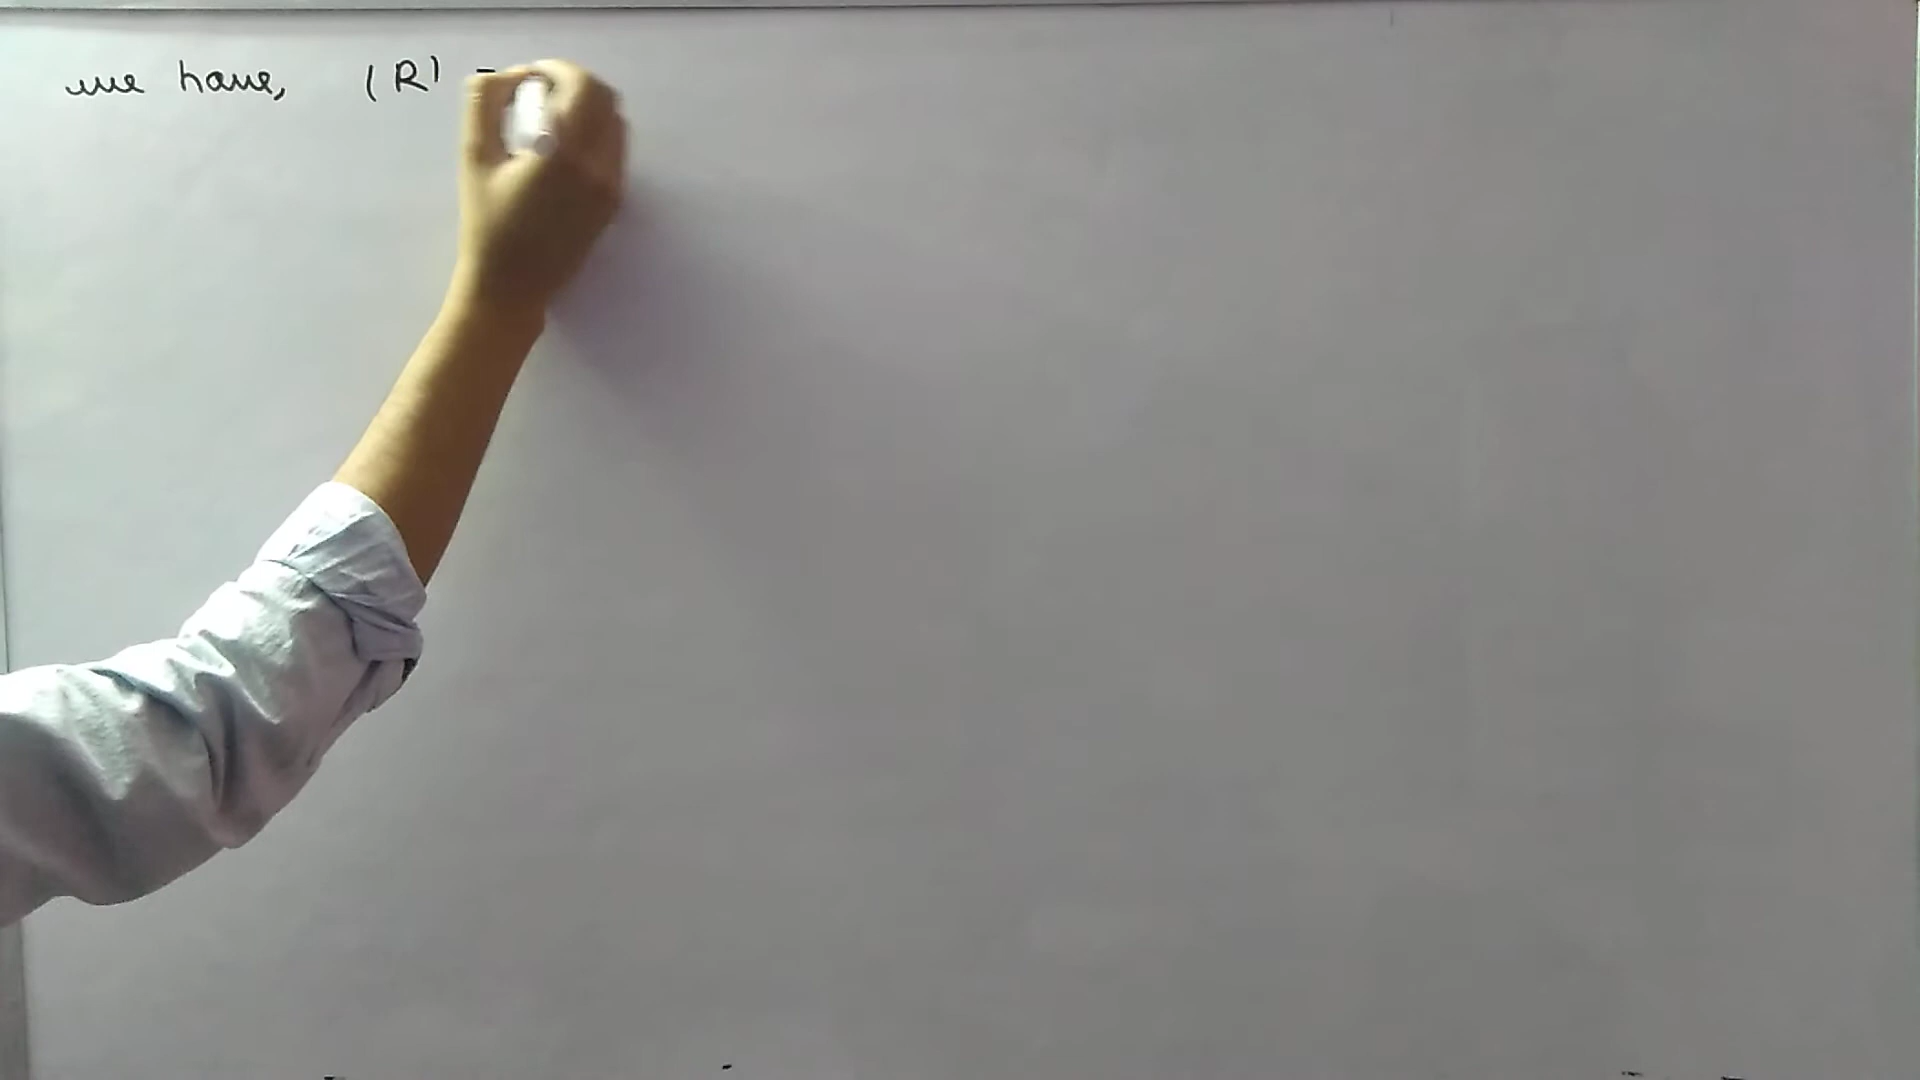 we have, (R) =